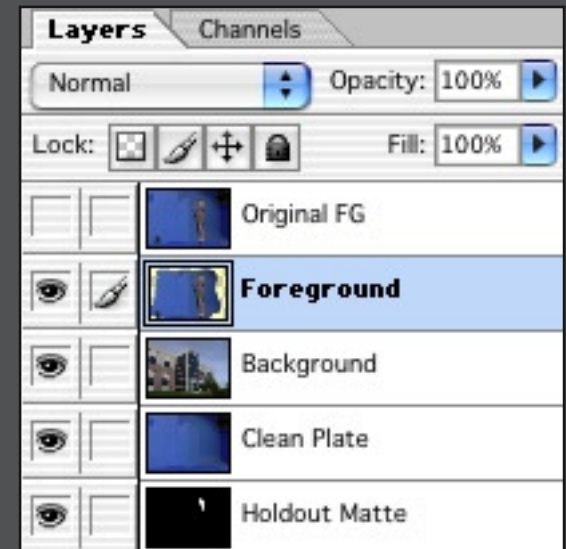 Layers Channels
Normal Opacity: 100%
Lock: Fill: 100%
Original FG
Foreground
Background
Clean Plate
Holdout Matte